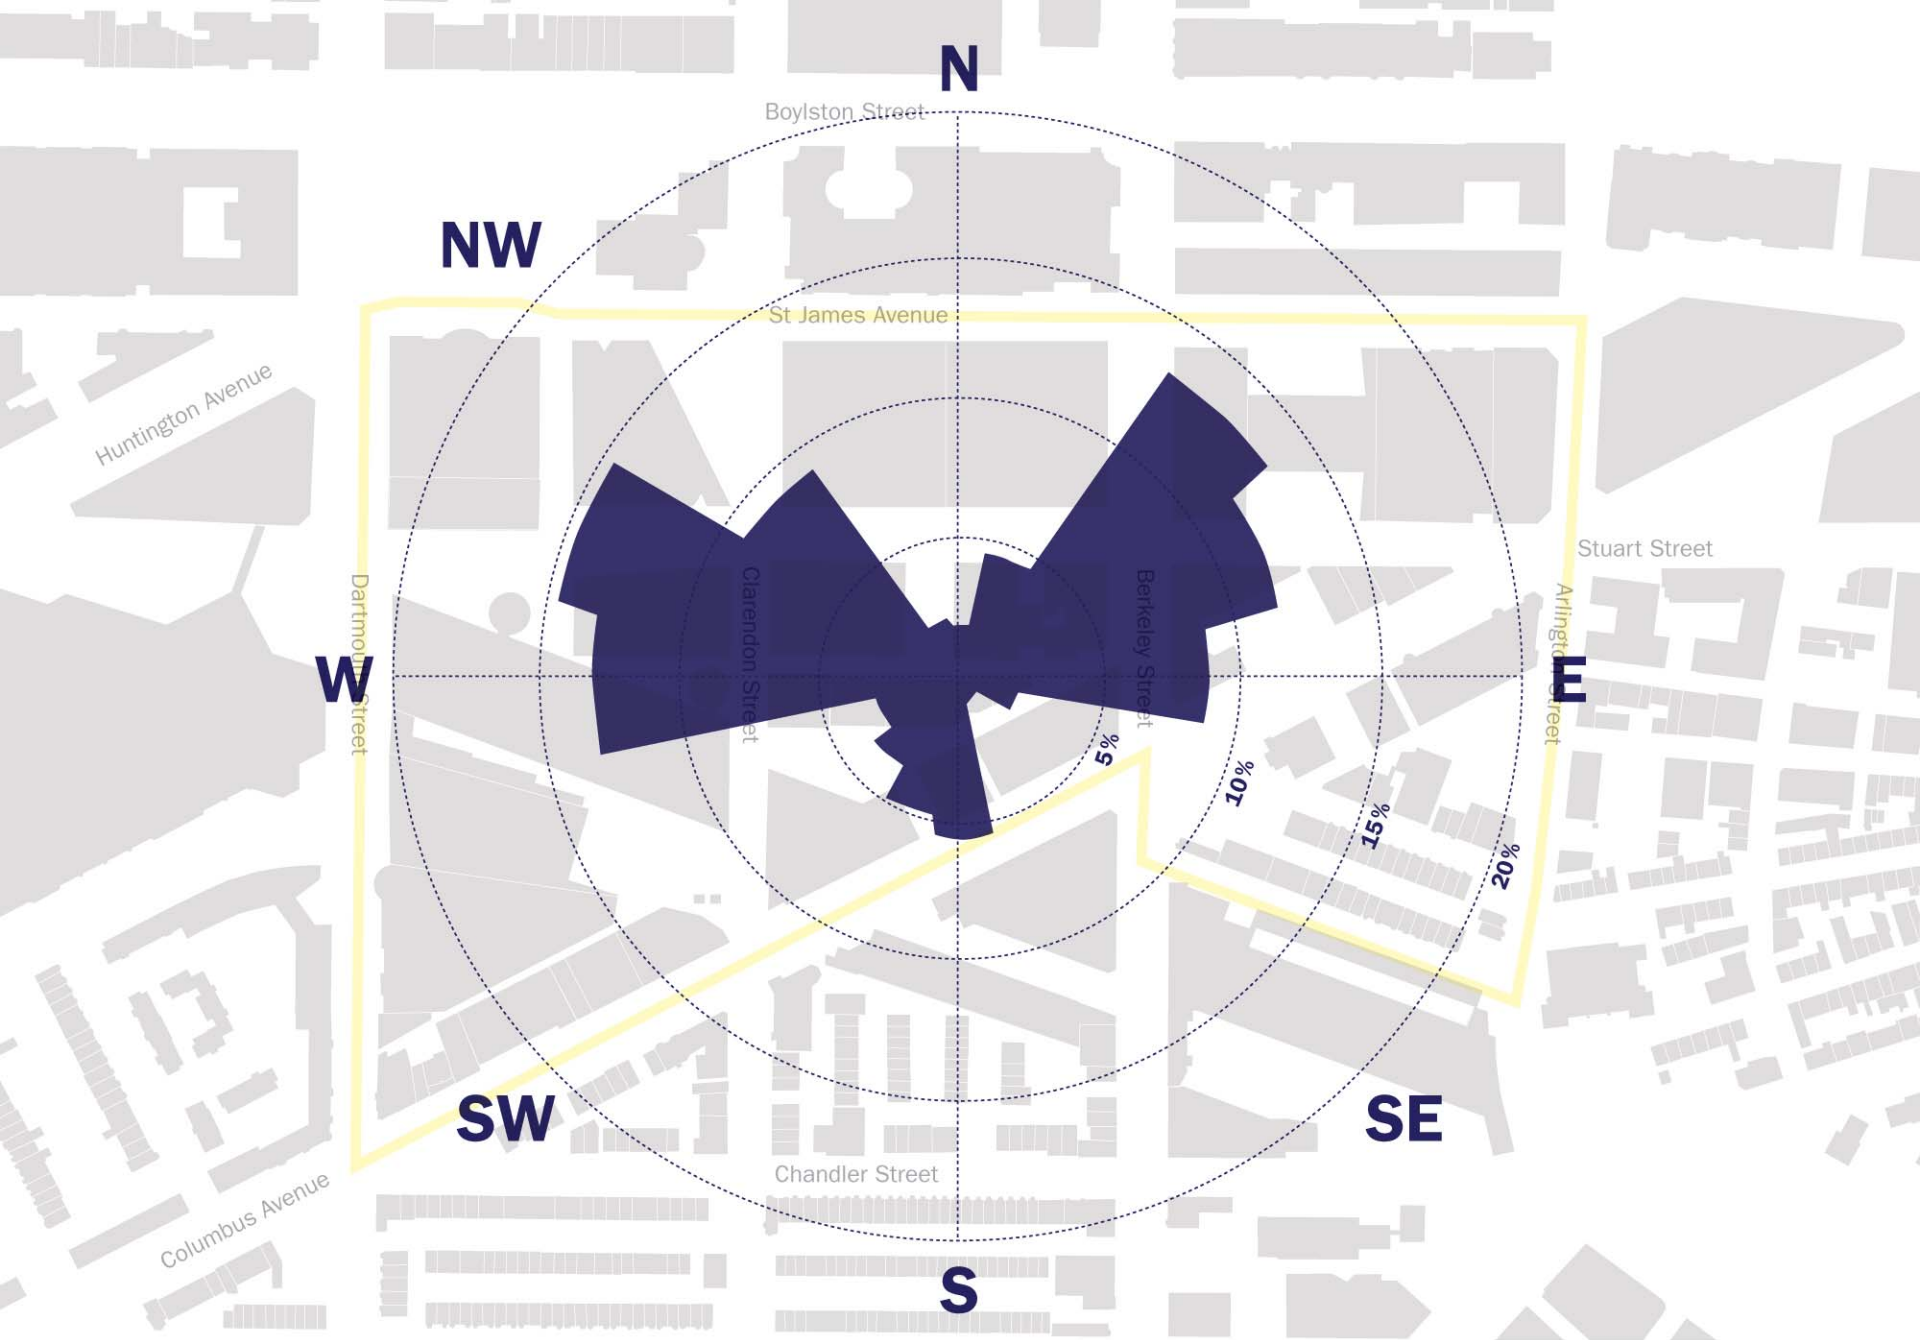 N
Boylston Street
NW
St James Avenue
Huntington Avenue
Stuart Street
Dartmouth Street
Clarendon Street
Berkeley Street
Arlington Street
W
E
5%
10%
15%
20%
SW
SE
Chandler Street
Columbus Avenue
S